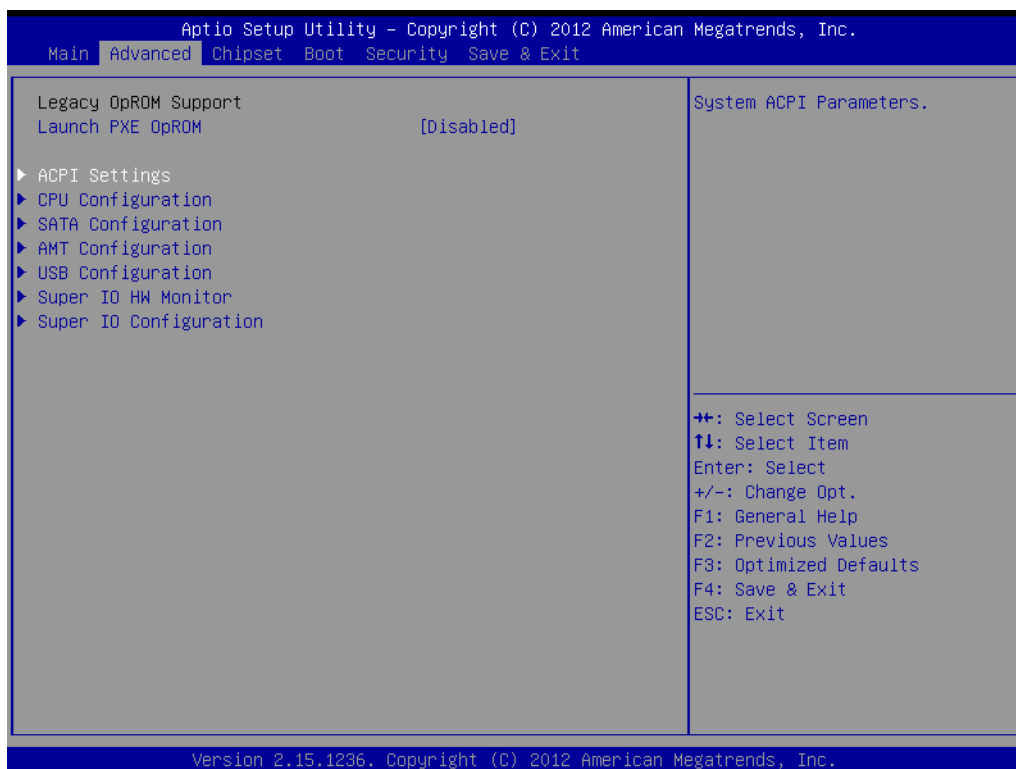 Aptio Setup Utility – Copyright (C) 2012 American Megatrends, Inc.
Main Advanced Chipset Boot Security Save & Exit
Legacy OpROM Support
Launch PXE OpROM [Disabled]
ACPI Settings
CPU Configuration
SATA Configuration
AMT Configuration
USB Configuration
Super IO HW Monitor
Super IO Configuration
System ACPI Parameters.
→←: Select Screen
↑↓: Select Item
Enter: Select
+/-: Change Opt.
F1: General Help
F2: Previous Values
F3: Optimized Defaults
F4: Save & Exit
ESC: Exit
Version 2.15.1236. Copyright (C) 2012 American Megatrends, Inc.